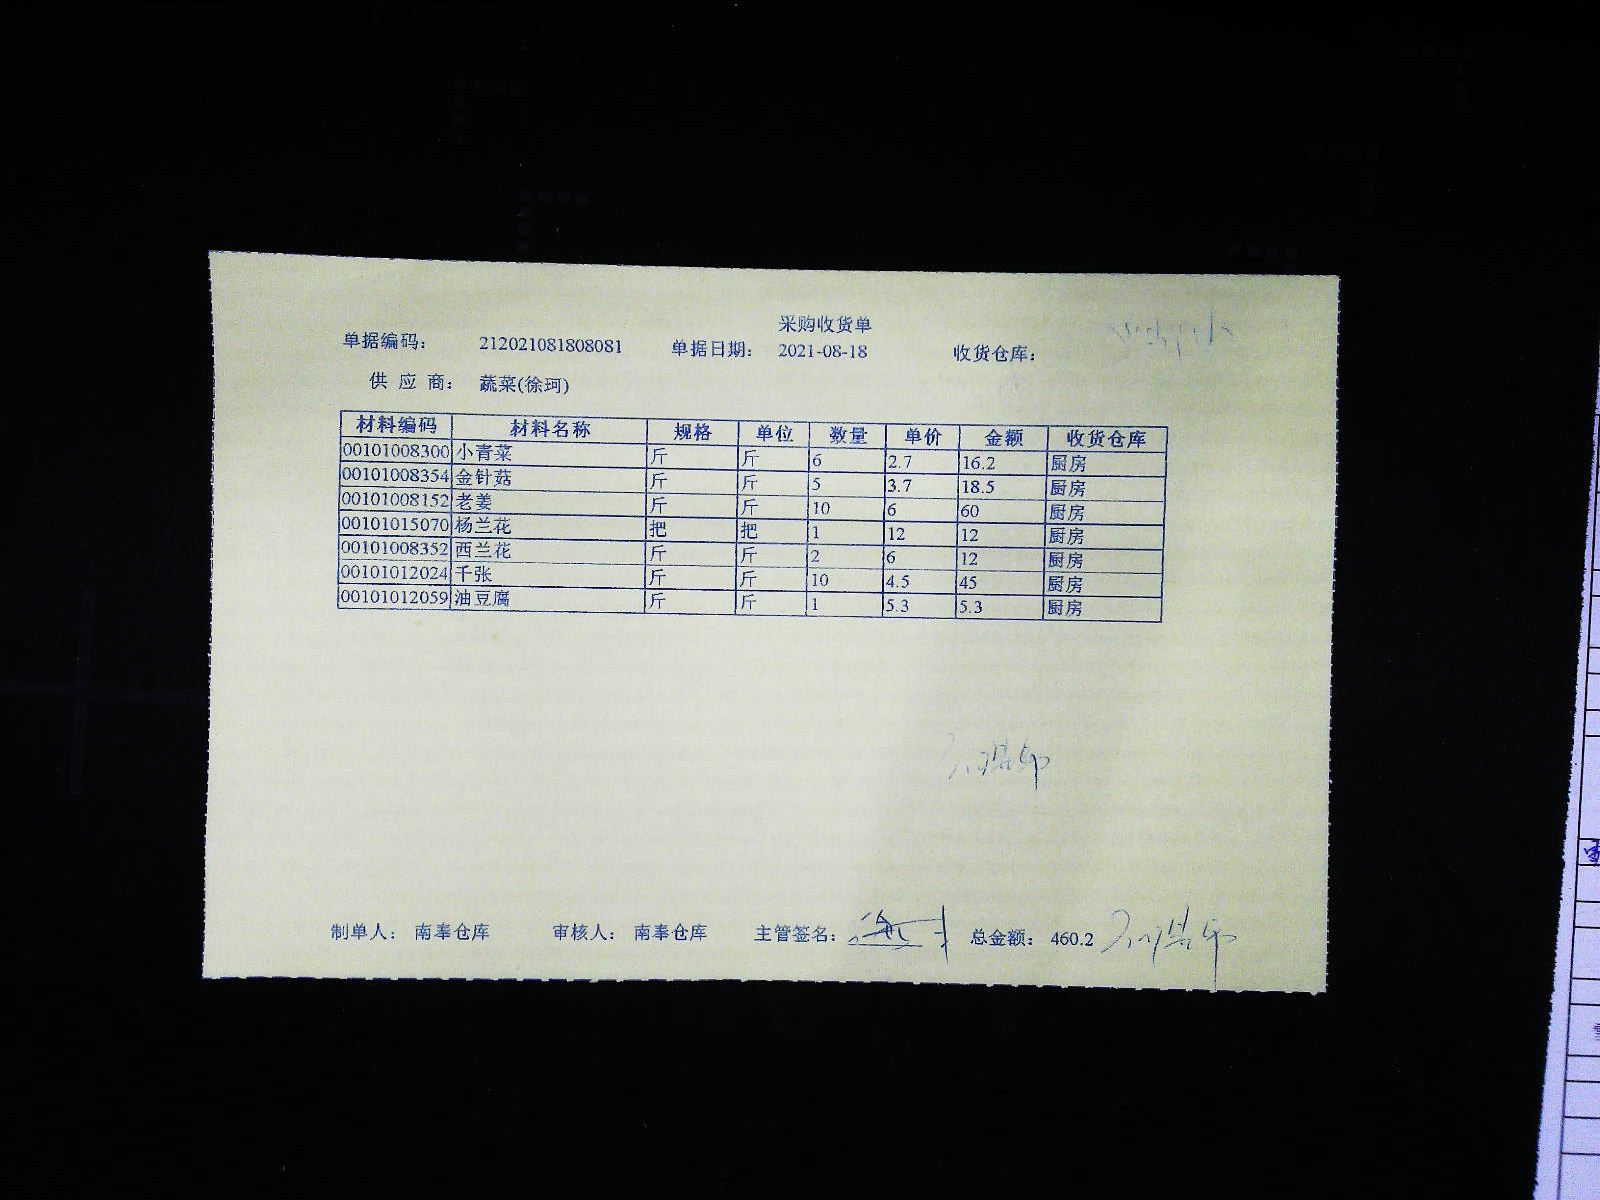 采购收货单
单据编码： 212021081808081 单据日期： 2021-08-18 收货仓库：
供 应 商： 蔬菜(徐珂)
材料编码 材料名称 规格 单位 数量 单价 金额 收货仓库
00101008300 小青菜 斤 斤 6 2.7 16.2 厨房
00101008354 金针菇 斤 斤 5 3.7 18.5 厨房
00101008152 老姜 斤 斤 10 6 60 厨房
00101015070 杨兰花 把 把 1 12 12 厨房
00101008352 西兰花 斤 斤 2 6 12 厨房
00101012024 千张 斤 斤 10 4.5 45 厨房
00101012059 油豆腐 斤 斤 1 5.3 5.3 厨房
制单人： 南奉仓库 审核人： 南奉仓库 主管签名： 总金额： 460.2